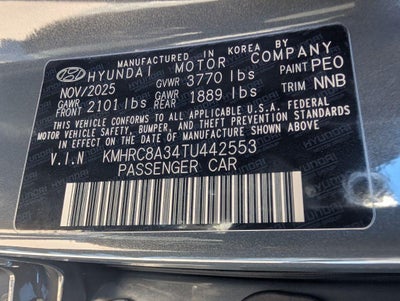 MANUFACTURED IN KOREA BY
HYUNDAI MOTOR COMPANY
NOV/2025 GVWR 3770 lbs PAINT PE0
GAWR FRT 2101 lbs GAWR REAR 1889 lbs TRIM NNB
THIS VEHICLE CONFORMS TO ALL APPLICABLE U.S.A. FEDERAL
MOTOR VEHICLE SAFETY, BUMPER, AND THEFT PREVENTION STANDARDS
IN EFFECT ON THE DATE OF MANUFACTURE SHOWN ABOVE.
V.I.N KMHRC8A34TU442553
PASSENGER CAR